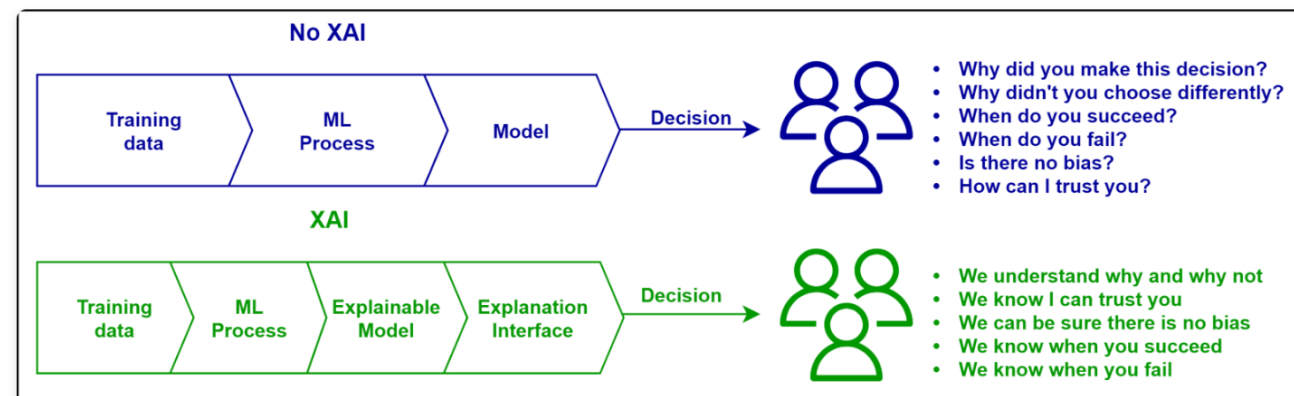 No XAI
Training
data
ML
Process
Model
Decision
• Why did you make this decision?
• Why didn't you choose differently?
• When do you succeed?
• When do you fail?
• Is there no bias?
• How can I trust you?
XAI
Training
data
ML
Process
Explainable
Model
Explanation
Interface
Decision
• We understand why and why not
• We know I can trust you
• We can be sure there is no bias
• We know when you succeed
• We know when you fail